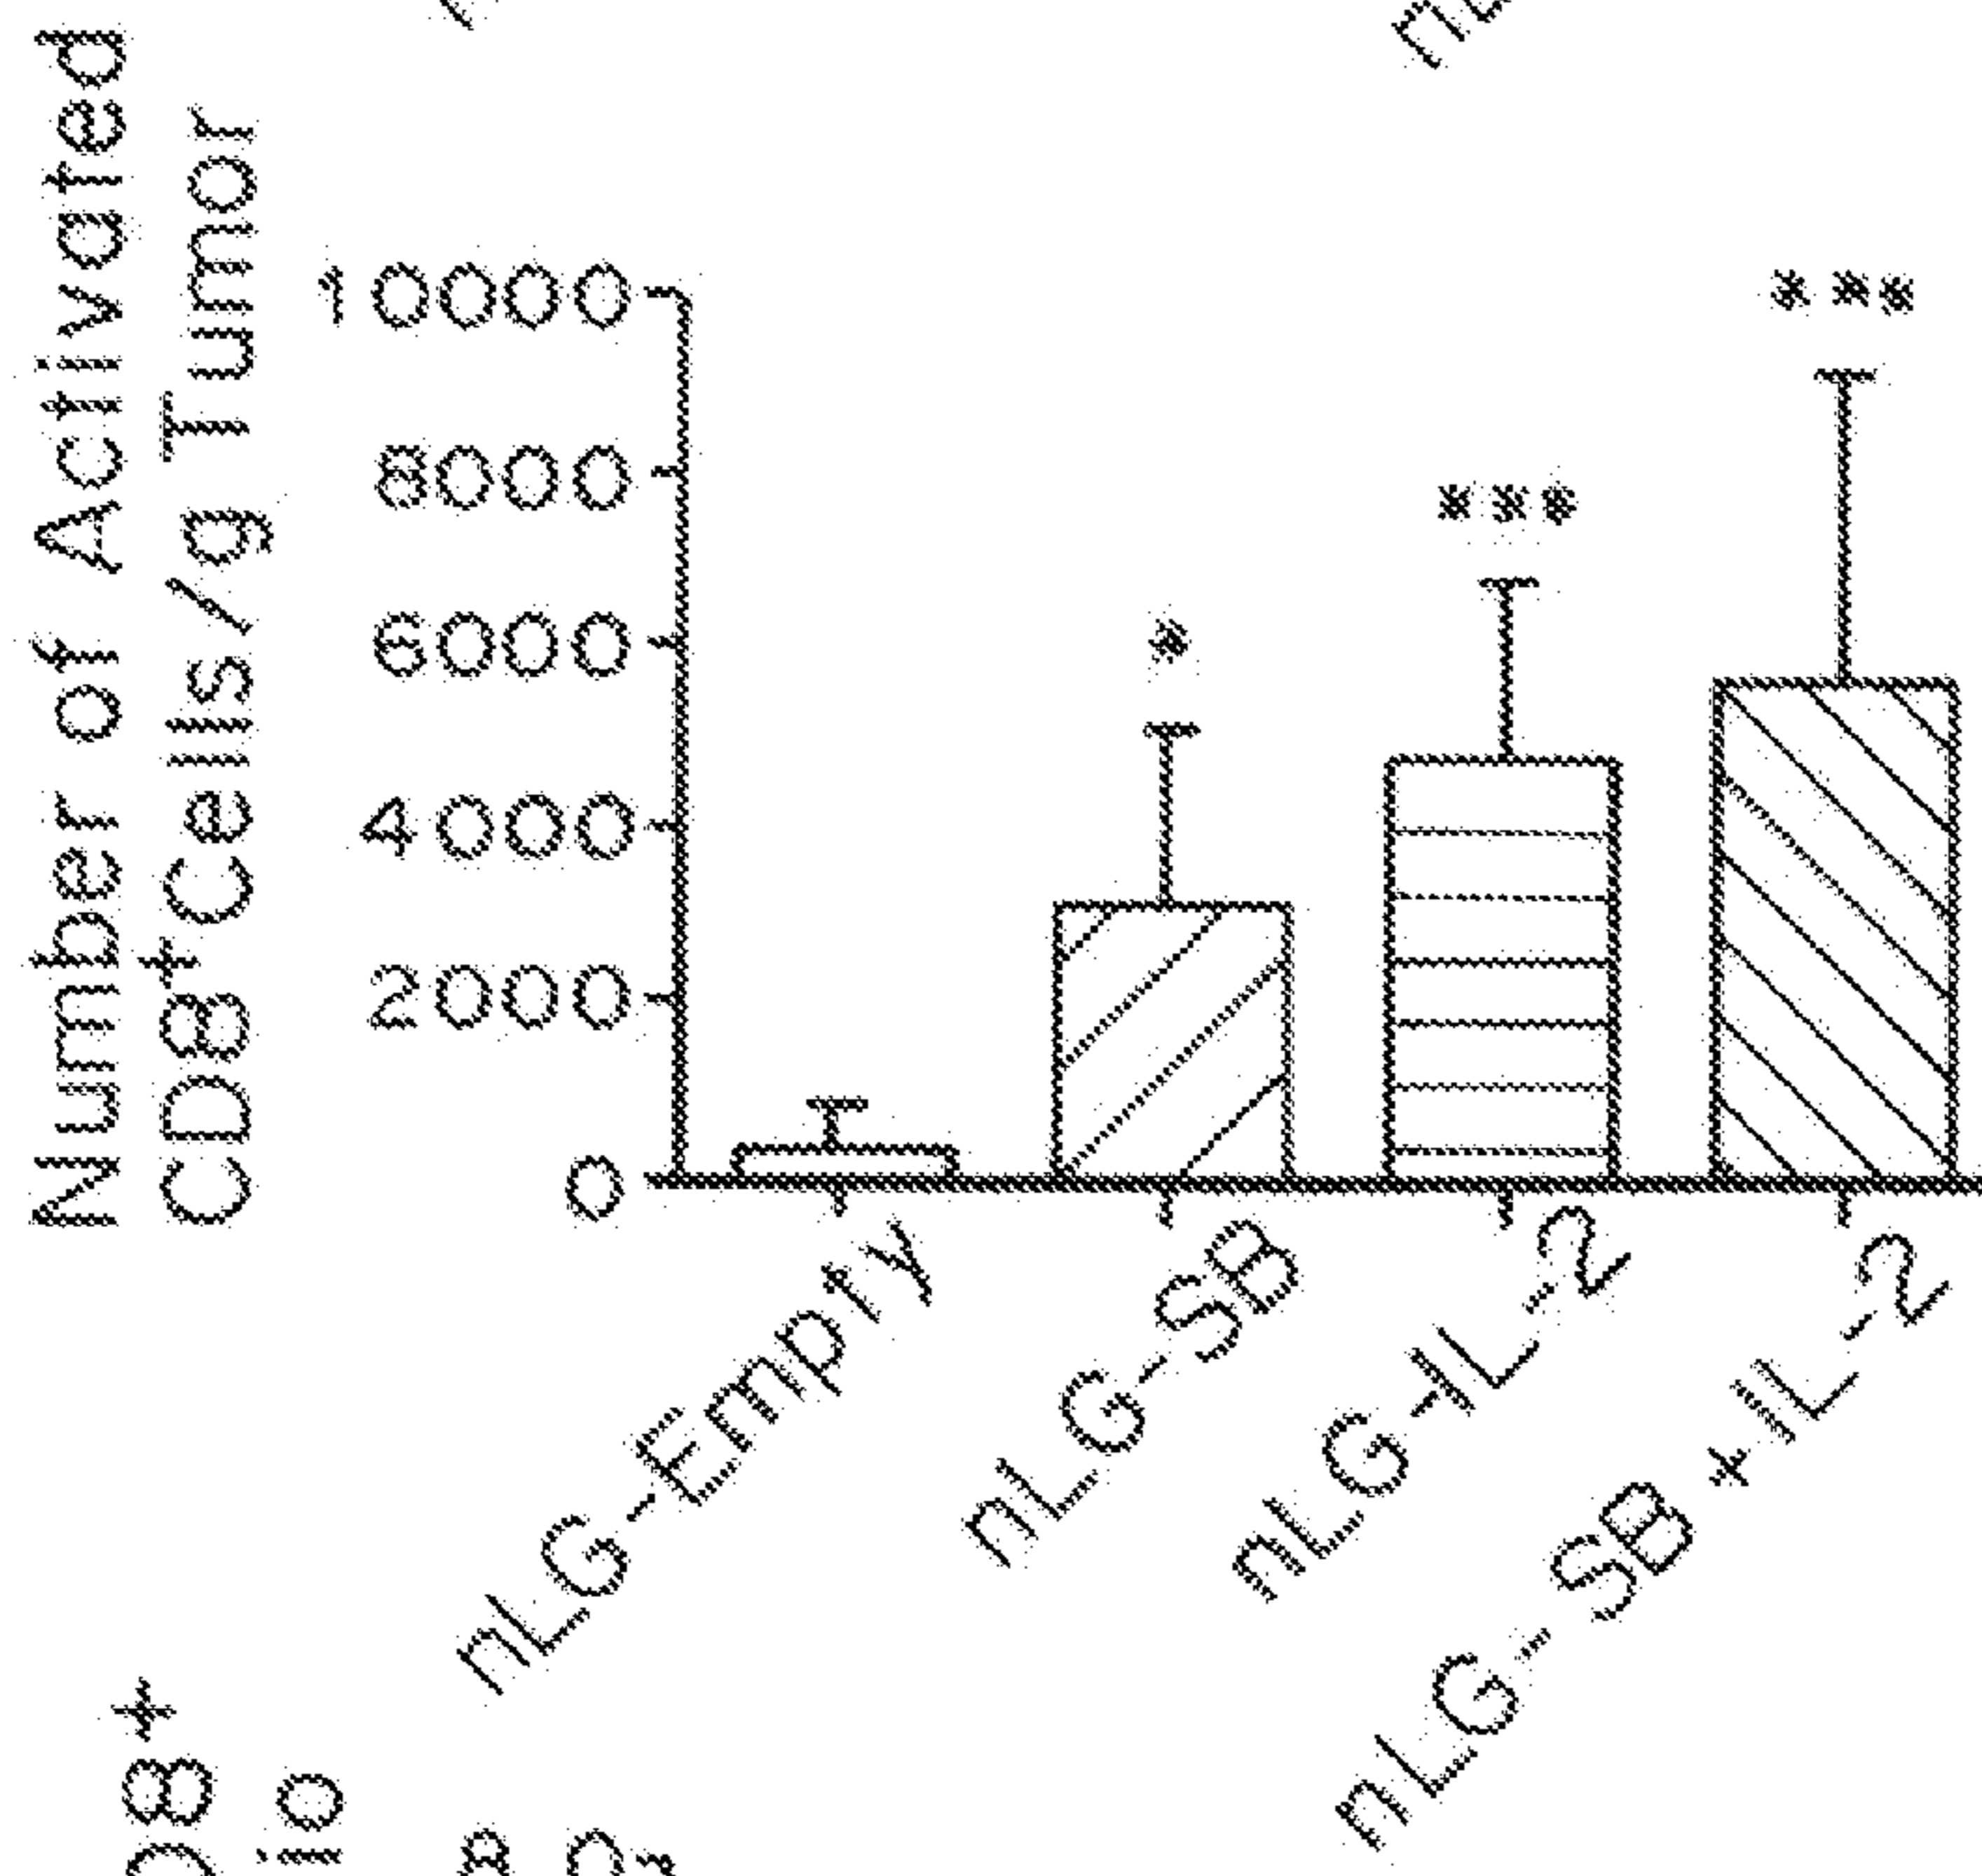 Number of Activated
CD8+ Cells/g Tumor
10000
8000
6000
4000
2000
0
*
***
***
nLG-Empty
nLG-SB
nLG-IL-2
nLG-SB+IL-2